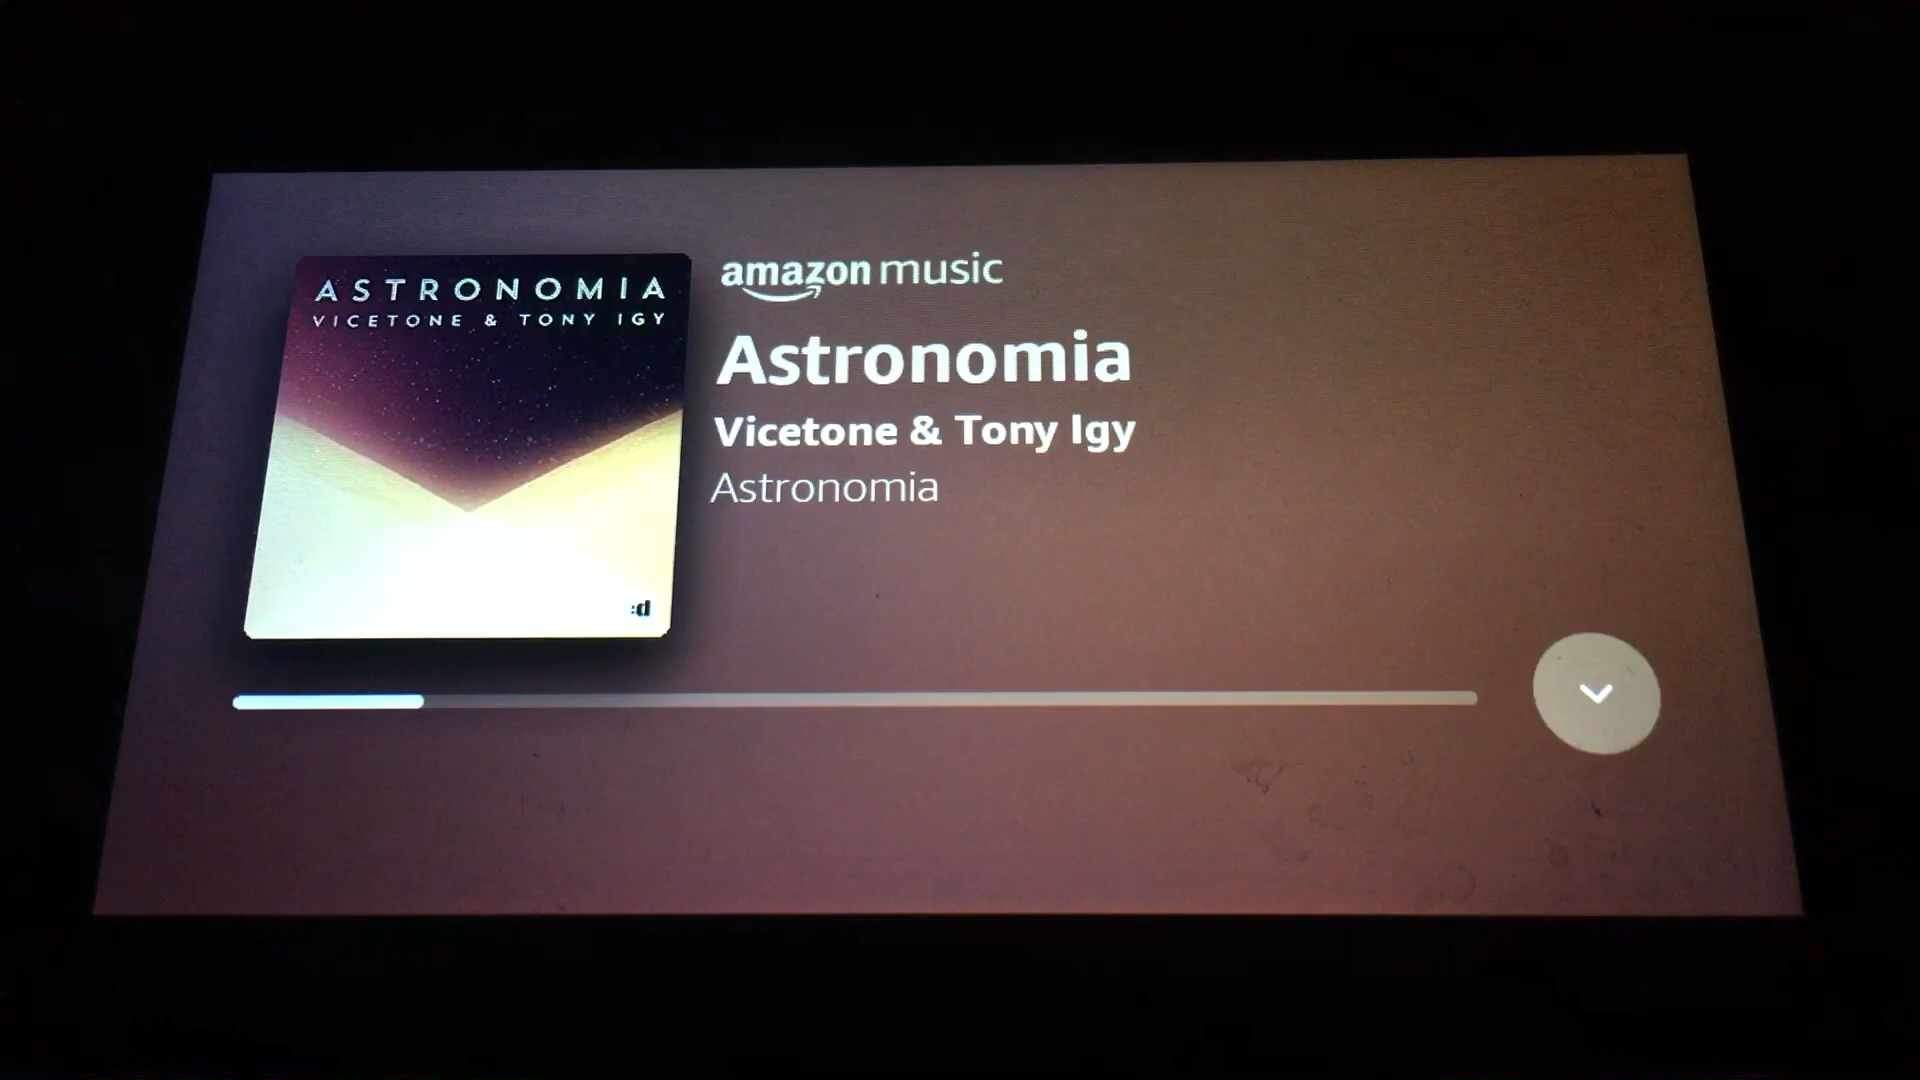 ASTRONOMIA
VICETONE & TONY IGY
:d
amazon music
Astronomia
Vicetone & Tony Igy
Astronomia